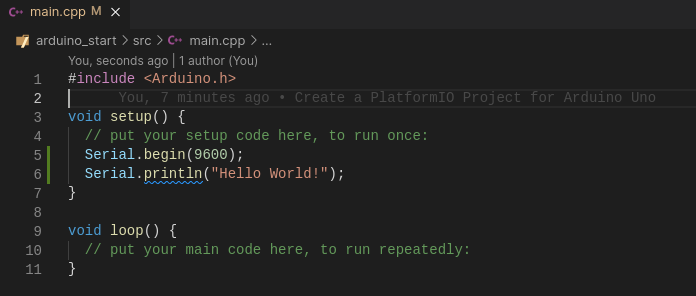 main.cpp M
arduino_start > src > main.cpp > ...
You, seconds ago | 1 author (You)
1 #include <Arduino.h>
2 You, 7 minutes ago • Create a PlatformIO Project for Arduino Uno
3 void setup() {
4 // put your setup code here, to run once:
5 Serial.begin(9600);
6 Serial.println("Hello World!");
7 }
8
9 void loop() {
10 // put your main code here, to run repeatedly:
11 }